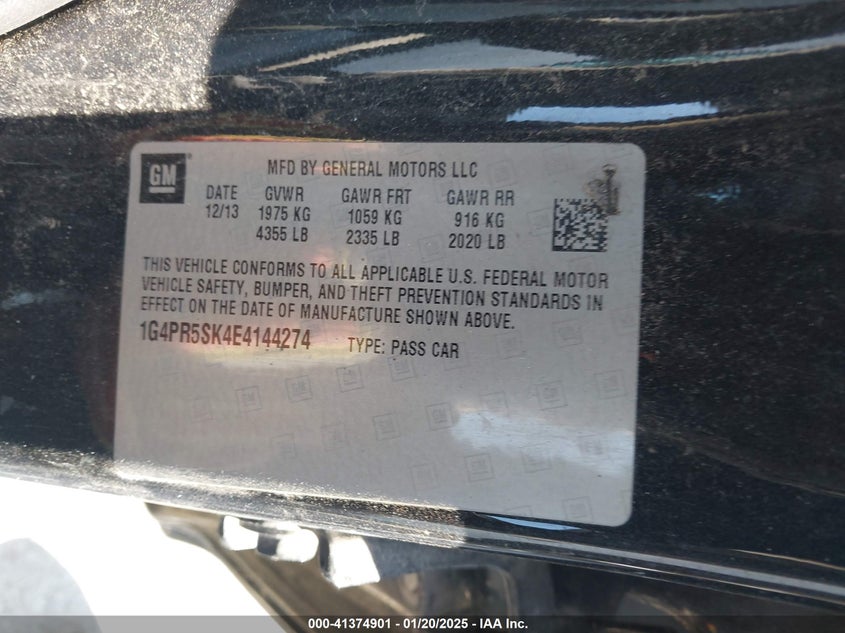 GM
MFD BY GENERAL MOTORS LLC
DATE GVWR GAWR FRT GAWR RR
12/13 1975 KG 1059 KG 916 KG
4355 LB 2335 LB 2020 LB
THIS VEHICLE CONFORMS TO ALL APPLICABLE U.S. FEDERAL MOTOR
VEHICLE SAFETY, BUMPER, AND THEFT PREVENTION STANDARDS IN
EFFECT ON THE DATE OF MANUFACTURE SHOWN ABOVE.
1G4PR5SK4E4144274 TYPE: PASS CAR
000-41374901 / 01/20/2025 / IAA Inc.